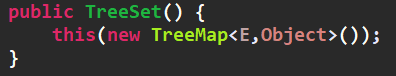 public TreeSet() {
    this(new TreeMap<E,Object>());
}